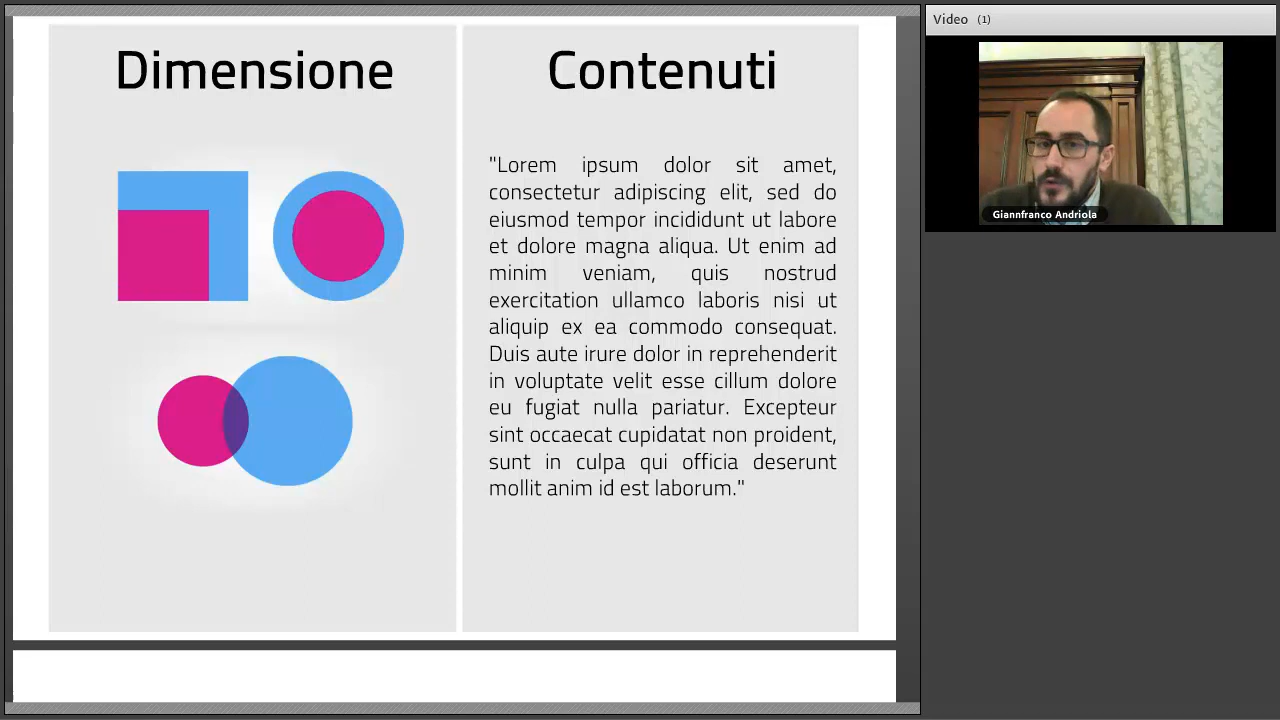 Dimensione
Contenuti
"Lorem ipsum dolor sit amet,
consectetur adipiscing elit, sed do
eiusmod tempor incididunt ut labore
et dolore magna aliqua. Ut enim ad
minim veniam, quis nostrud
exercitation ullamco laboris nisi ut
aliquip ex ea commodo consequat.
Duis aute irure dolor in reprehenderit
in voluptate velit esse cillum dolore
eu fugiat nulla pariatur. Excepteur
sint occaecat cupidatat non proident,
sunt in culpa qui officia deserunt
mollit anim id est laborum."
Video (1)
Giannfranco Andriola